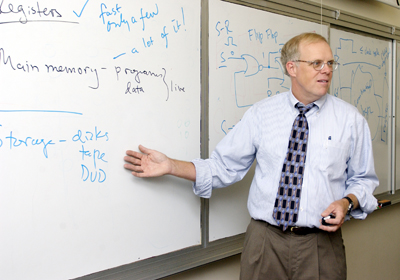 Registers ✓ fast
only a few
- a lot of it!
Main memory - programs
data } live
Storage - disks
tape
DVD
S-R Flip Flop
S